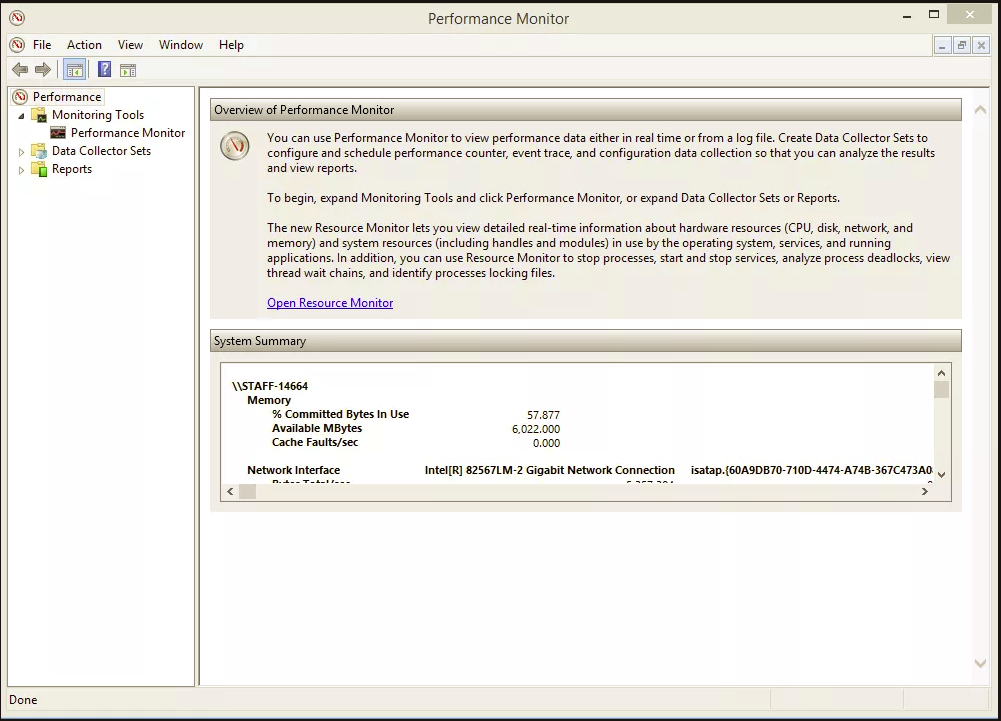 Performance Monitor
File Action View Window Help
Performance
Monitoring Tools
Performance Monitor
Data Collector Sets
Reports
Overview of Performance Monitor
You can use Performance Monitor to view performance data either in real time or from a log file. Create Data Collector Sets to
configure and schedule performance counter, event trace, and configuration data collection so that you can analyze the results
and view reports.
To begin, expand Monitoring Tools and click Performance Monitor, or expand Data Collector Sets or Reports.
The new Resource Monitor lets you view detailed real-time information about hardware resources (CPU, disk, network, and
memory) and system resources (including handles and modules) in use by the operating system, services, and running
applications. In addition, you can use Resource Monitor to stop processes, start and stop services, analyze process deadlocks, view
thread wait chains, and identify processes locking files.
Open Resource Monitor
System Summary
\\STAFF-14664
Memory
% Committed Bytes In Use 57.877
Available MBytes 6,022.000
Cache Faults/sec 0.000
Network Interface Intel[R] 82567LM-2 Gigabit Network Connection isatap.{60A9DB70-710D-4474-A74B-367C473A0
Bytes Total/sec
Done